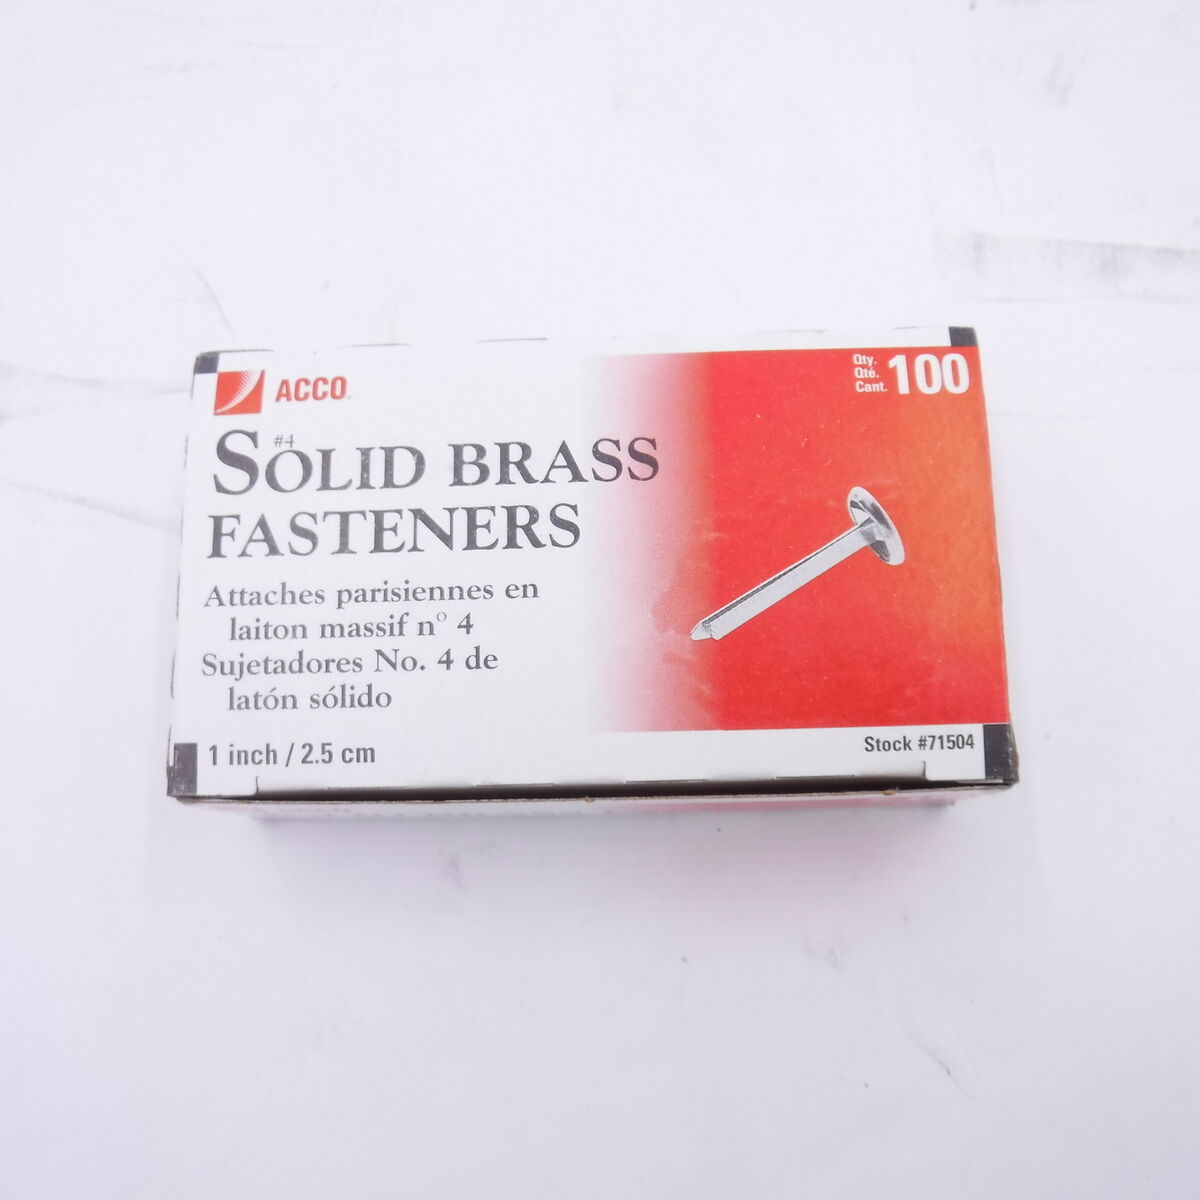 ACCO
Qty.
Qté.
Cant.
100
#4
SOLID BRASS
FASTENERS
Attaches parisiennes en
laiton massif n° 4
Sujetadores No. 4 de
latón sólido
1 inch / 2.5 cm
Stock #71504